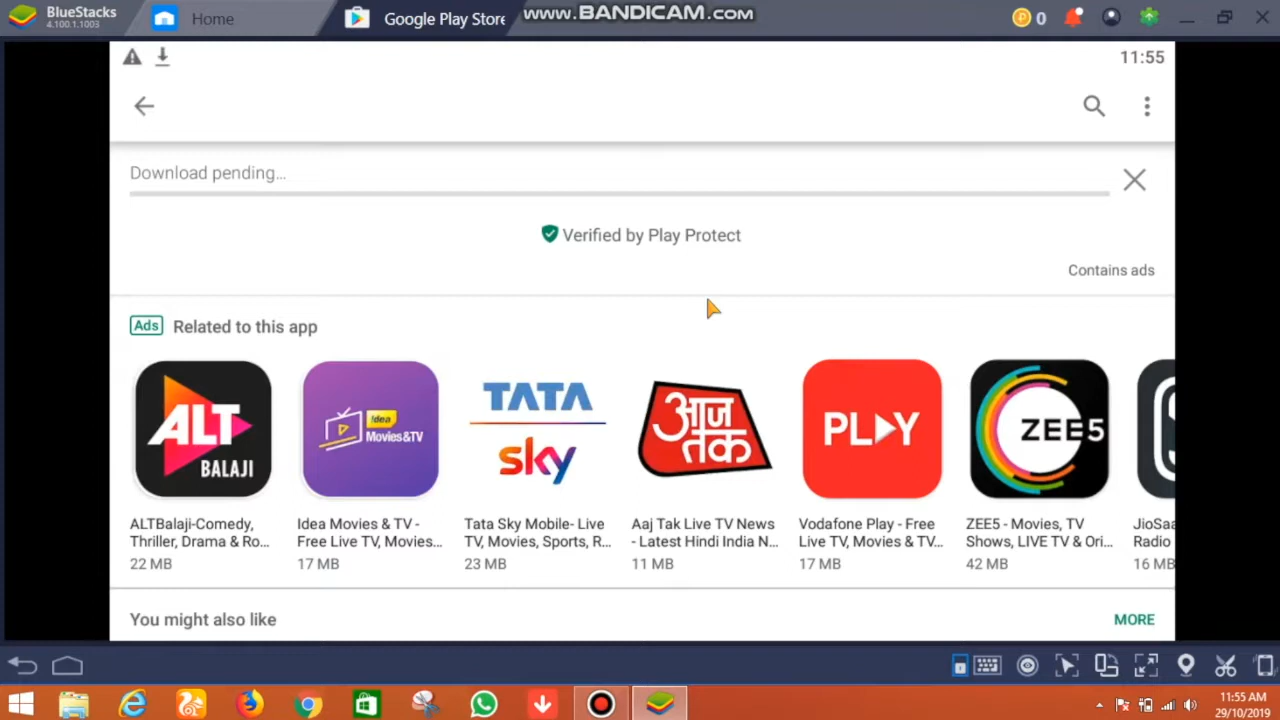 BlueStacks
4.100.1.1003
Home
Google Play Store
www.BANDICAM.com
0
11:55
Download pending...
Verified by Play Protect
Contains ads
Ads Related to this app
ALT
BALAJI
idea
Movies&TV
TATA
sky
आज
तक
PLAY
ZEE5
ALTBalaji-Comedy,
Thriller, Drama & Ro...
22 MB
Idea Movies & TV -
Free Live TV, Movies...
17 MB
Tata Sky Mobile- Live
TV, Movies, Sports, R...
23 MB
Aaj Tak Live TV News
- Latest Hindi India N...
11 MB
Vodafone Play - Free
Live TV, Movies & TV...
17 MB
ZEE5 - Movies, TV
Shows, LIVE TV & Ori...
42 MB
JioSaa
Radio
16 MB
You might also like
MORE
11:55 AM
29/10/2019